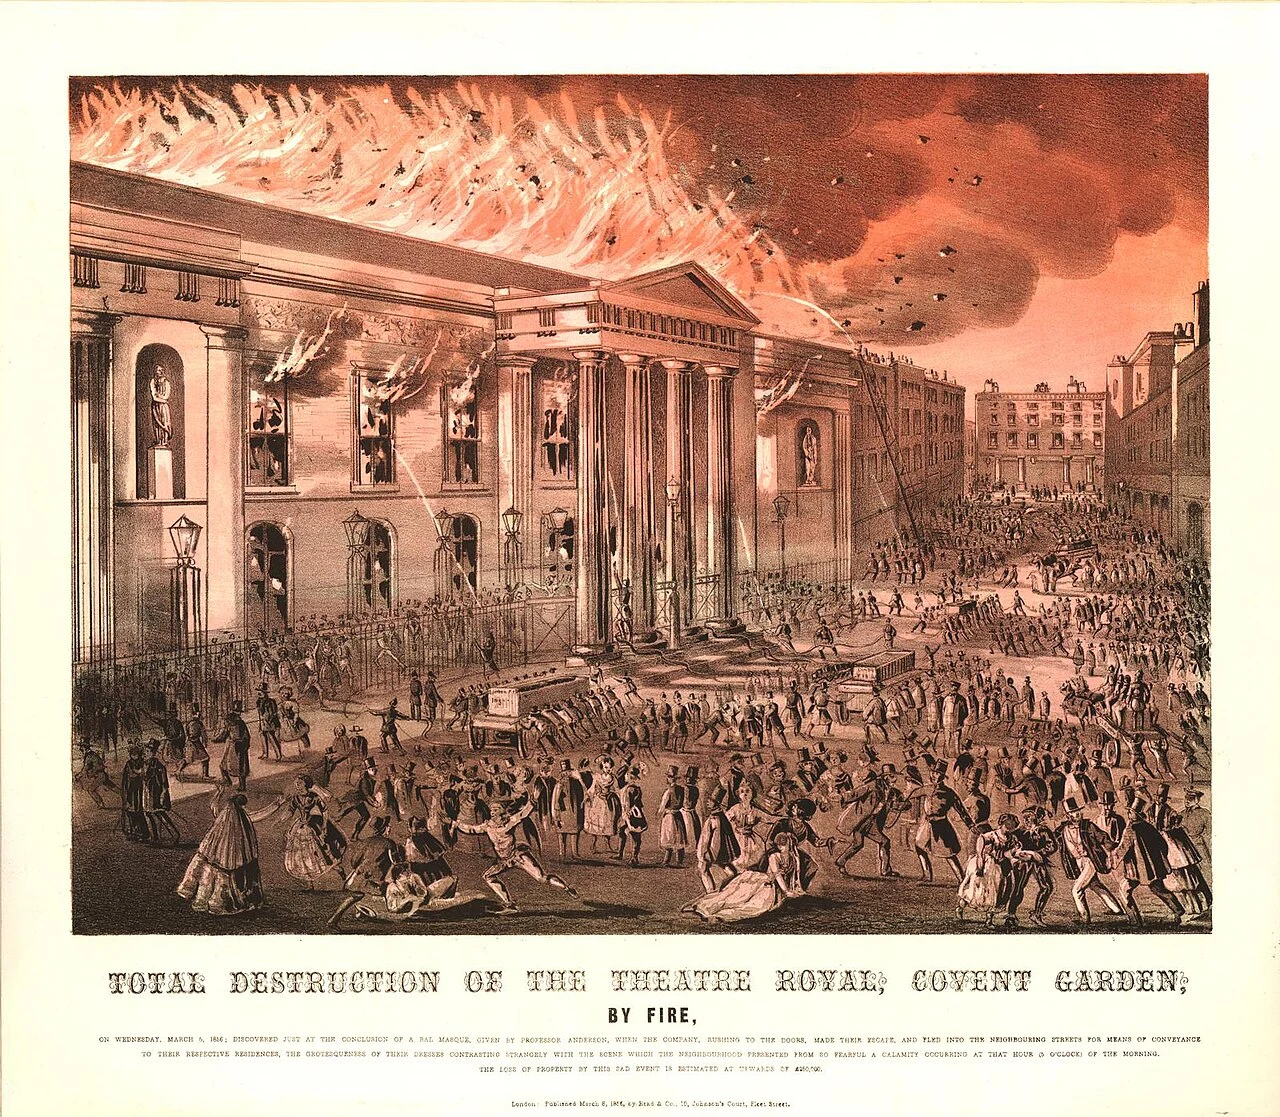 TOTAL DESTRUCTION OF THE THEATRE ROYAL, COVENT GARDEN,
BY FIRE,
ON WEDNESDAY, MARCH 5, 1856; DISCOVERED JUST AT THE CONCLUSION OF A BAL MASQUE, GIVEN BY PROFESSOR ANDERSON, WHEN THE COMPANY, RUSHING TO THE DOORS, MADE THEIR ESCAPE, AND FLED INTO THE NEIGHBOURING STREETS FOR MEANS OF CONVEYANCE
TO THEIR RESPECTIVE RESIDENCES, THE GROTESQUENESS OF THEIR DRESSES CONTRASTING STRANGELY WITH THE SCENE WHICH THE NEIGHBOURHOOD PRESENTED FROM SO FEARFUL A CALAMITY OCCURRING AT THAT HOUR (5 O'CLOCK) OF THE MORNING.
THE LOSS OF PROPERTY BY THIS SAD EVENT IS ESTIMATED AT UPWARDS OF £250,000.
London: Published March 8, 1856, by Read & Co., 10, Johnson's Court, Fleet Street.